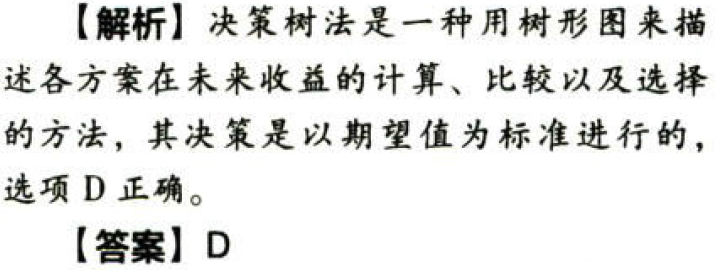 【解析】决策树法是一种用树形图来描
述各方案在未来收益的计算、比较以及选择
的方法，其决策是以期望值为标准进行的，
选项 D 正确。
【答案】D